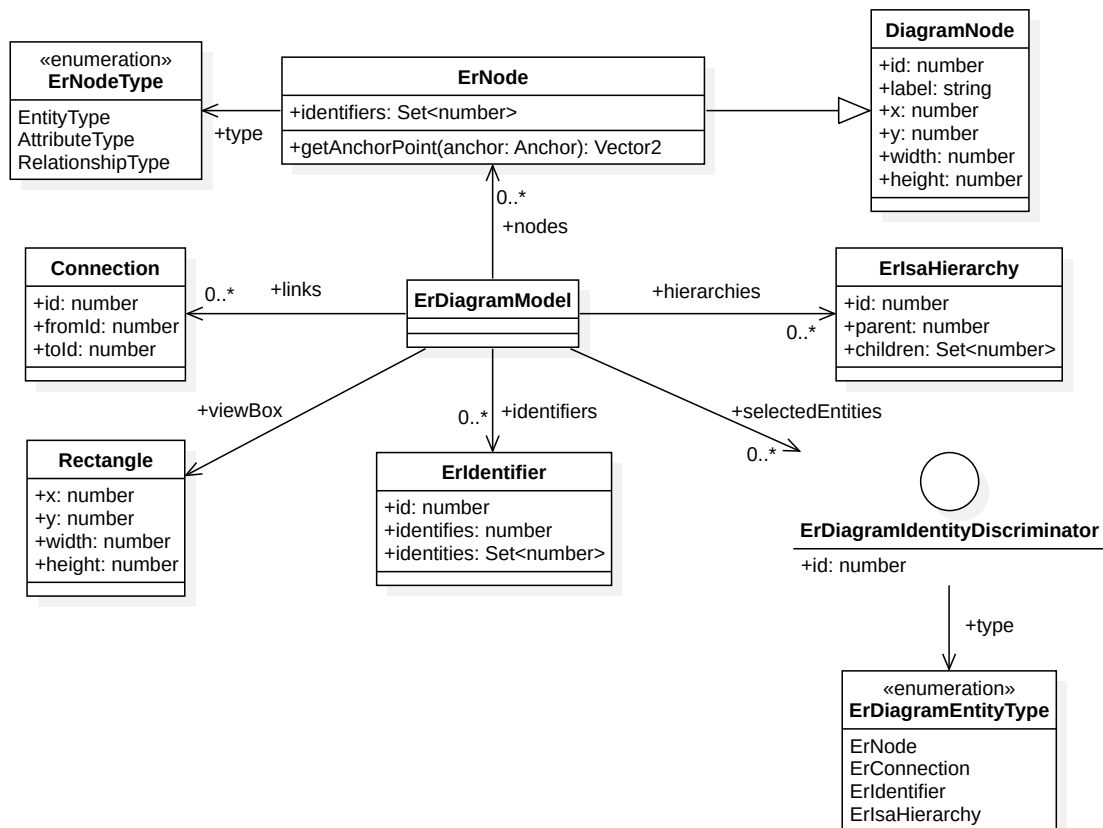 «enumeration»
ErNodeType
EntityType
AttributeType
RelationshipType
+type
ErNode
+identifiers: Set<number>
+getAnchorPoint(anchor: Anchor): Vector2
DiagramNode
+id: number
+label: string
+x: number
+y: number
+width: number
+height: number
0..*
+nodes
Connection
+id: number
+fromId: number
+toId: number
0..*
+links
ErDiagramModel
+hierarchies
0..*
ErIsaHierarchy
+id: number
+parent: number
+children: Set<number>
+viewBox
0..*
+identifiers
+selectedEntities
0..*
Rectangle
+x: number
+y: number
+width: number
+height: number
ErIdentifier
+id: number
+identifies: number
+identities: Set<number>
ErDiagramIdentityDiscriminator
+id: number
+type
«enumeration»
ErDiagramEntityType
ErNode
ErConnection
ErIdentifier
ErIsaHierarchy